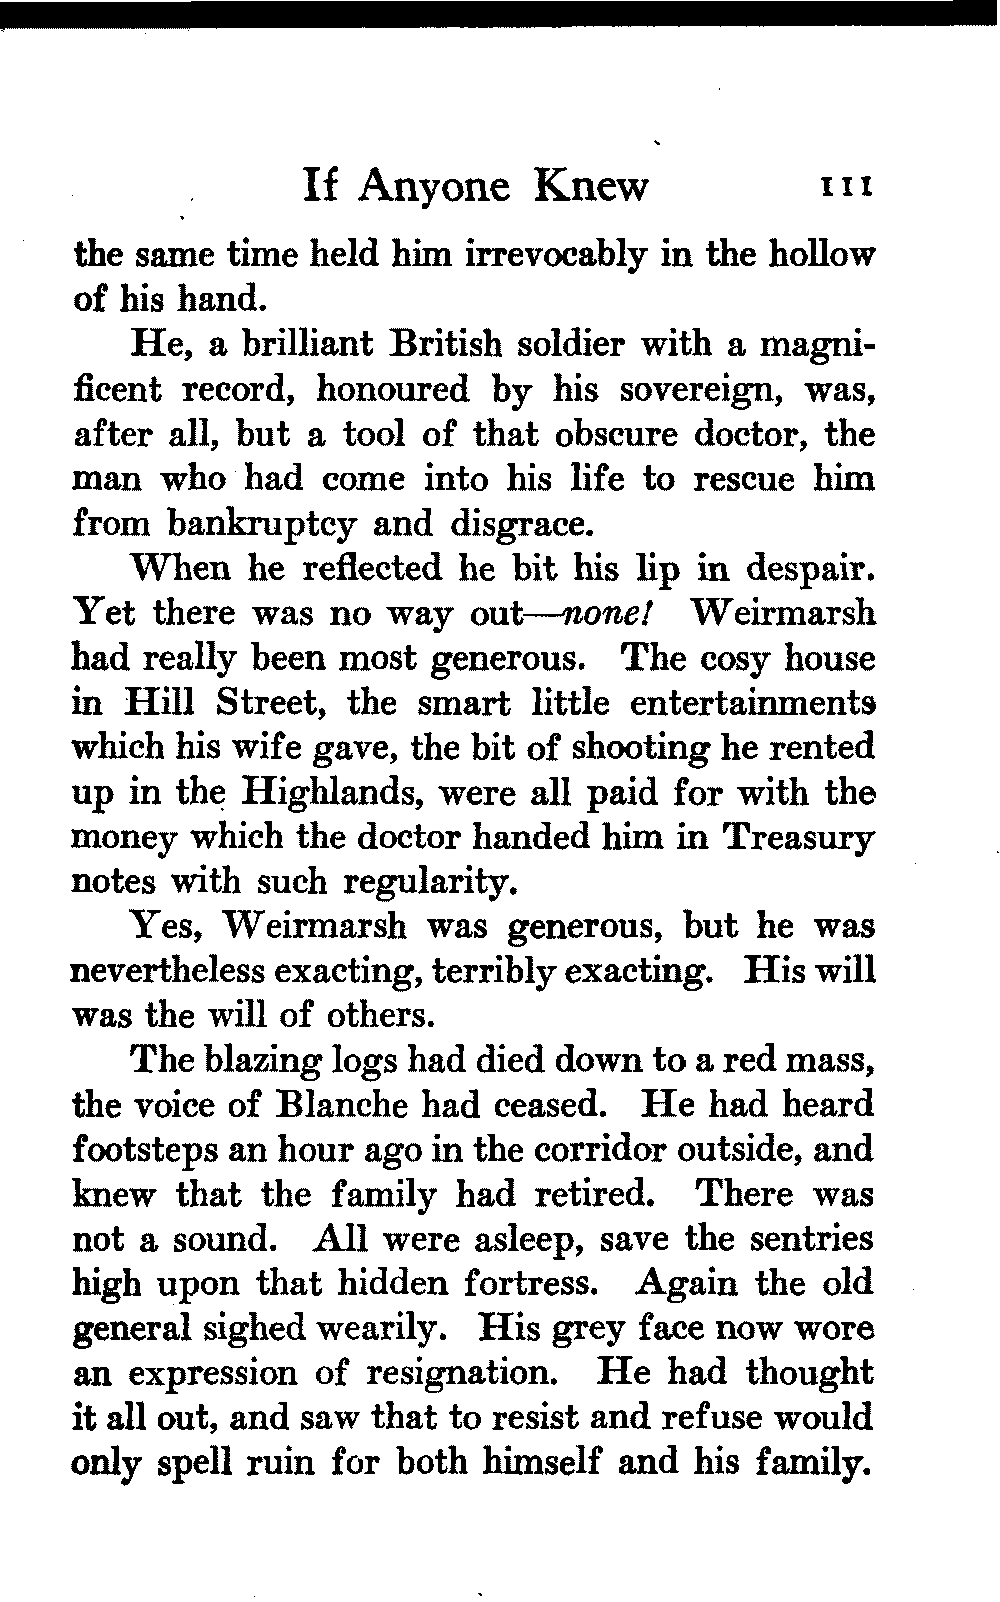 If Anyone Knew 111
the same time held him irrevocably in the hollow
of his hand.
He, a brilliant British soldier with a magni-
ficent record, honoured by his sovereign, was,
after all, but a tool of that obscure doctor, the
man who had come into his life to rescue him
from bankruptcy and disgrace.
When he reflected he bit his lip in despair.
Yet there was no way out—none! Weirmarsh
had really been most generous. The cosy house
in Hill Street, the smart little entertainments
which his wife gave, the bit of shooting he rented
up in the Highlands, were all paid for with the
money which the doctor handed him in Treasury
notes with such regularity.
Yes, Weirmarsh was generous, but he was
nevertheless exacting, terribly exacting. His will
was the will of others.
The blazing logs had died down to a red mass,
the voice of Blanche had ceased. He had heard
footsteps an hour ago in the corridor outside, and
knew that the family had retired. There was
not a sound. All were asleep, save the sentries
high upon that hidden fortress. Again the old
general sighed wearily. His grey face now wore
an expression of resignation. He had thought
it all out, and saw that to resist and refuse would
only spell ruin for both himself and his family.